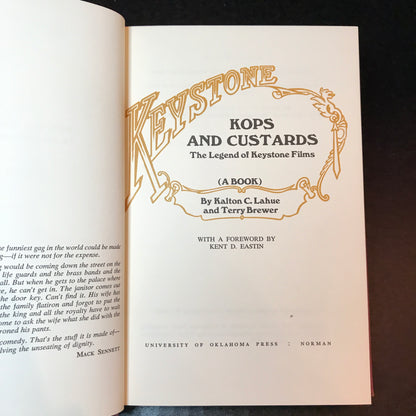 e funniest gag in the world could be made
g—if it were not for the expense.
g would be coming down the street on the
life guards and the brass bands and the
all. But when he gets to the palace where
e, he can't get in. The janitor comes out
the door key. Can't find it. His wife has
the family flatiron and forgot to put the
the king and all the royalty have to wait
ome to ask the wife what she did with the
roned his pants.
comedy. That's the stuff it is made of—
lving the unseating of dignity.
MACK SENNETT
KEYSTONE
KOPS
AND CUSTARDS
The Legend of Keystone Films
(A BOOK)
By Kalton C. Lahue
and Terry Brewer
WITH A FOREWORD BY
KENT D. EASTIN
UNIVERSITY OF OKLAHOMA PRESS : NORMAN